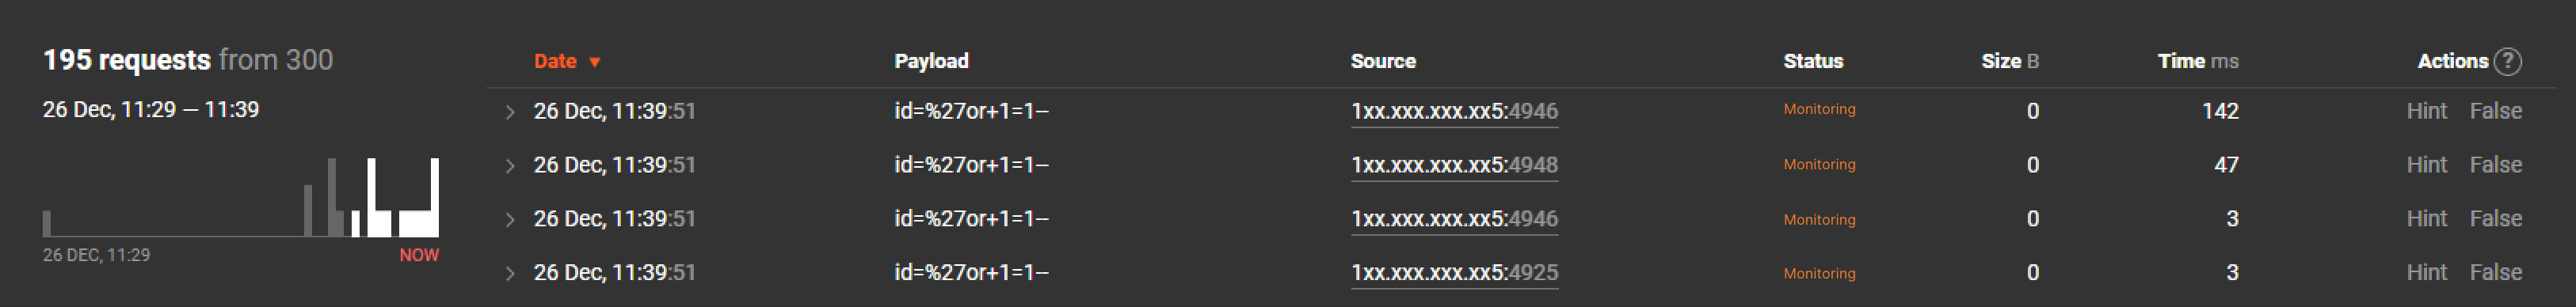 195 requests from 300
26 Dec, 11:29 — 11:39
26 DEC, 11:29 NOW
Date ▼ Payload Source Status Size B Time ms Actions ?
26 Dec, 11:39:51 id=%27or+1=1-- 1xx.xxx.xxx.xx5:4946 Monitoring 0 142 Hint False
26 Dec, 11:39:51 id=%27or+1=1-- 1xx.xxx.xxx.xx5:4948 Monitoring 0 47 Hint False
26 Dec, 11:39:51 id=%27or+1=1-- 1xx.xxx.xxx.xx5:4946 Monitoring 0 3 Hint False
26 Dec, 11:39:51 id=%27or+1=1-- 1xx.xxx.xxx.xx5:4925 Monitoring 0 3 Hint False